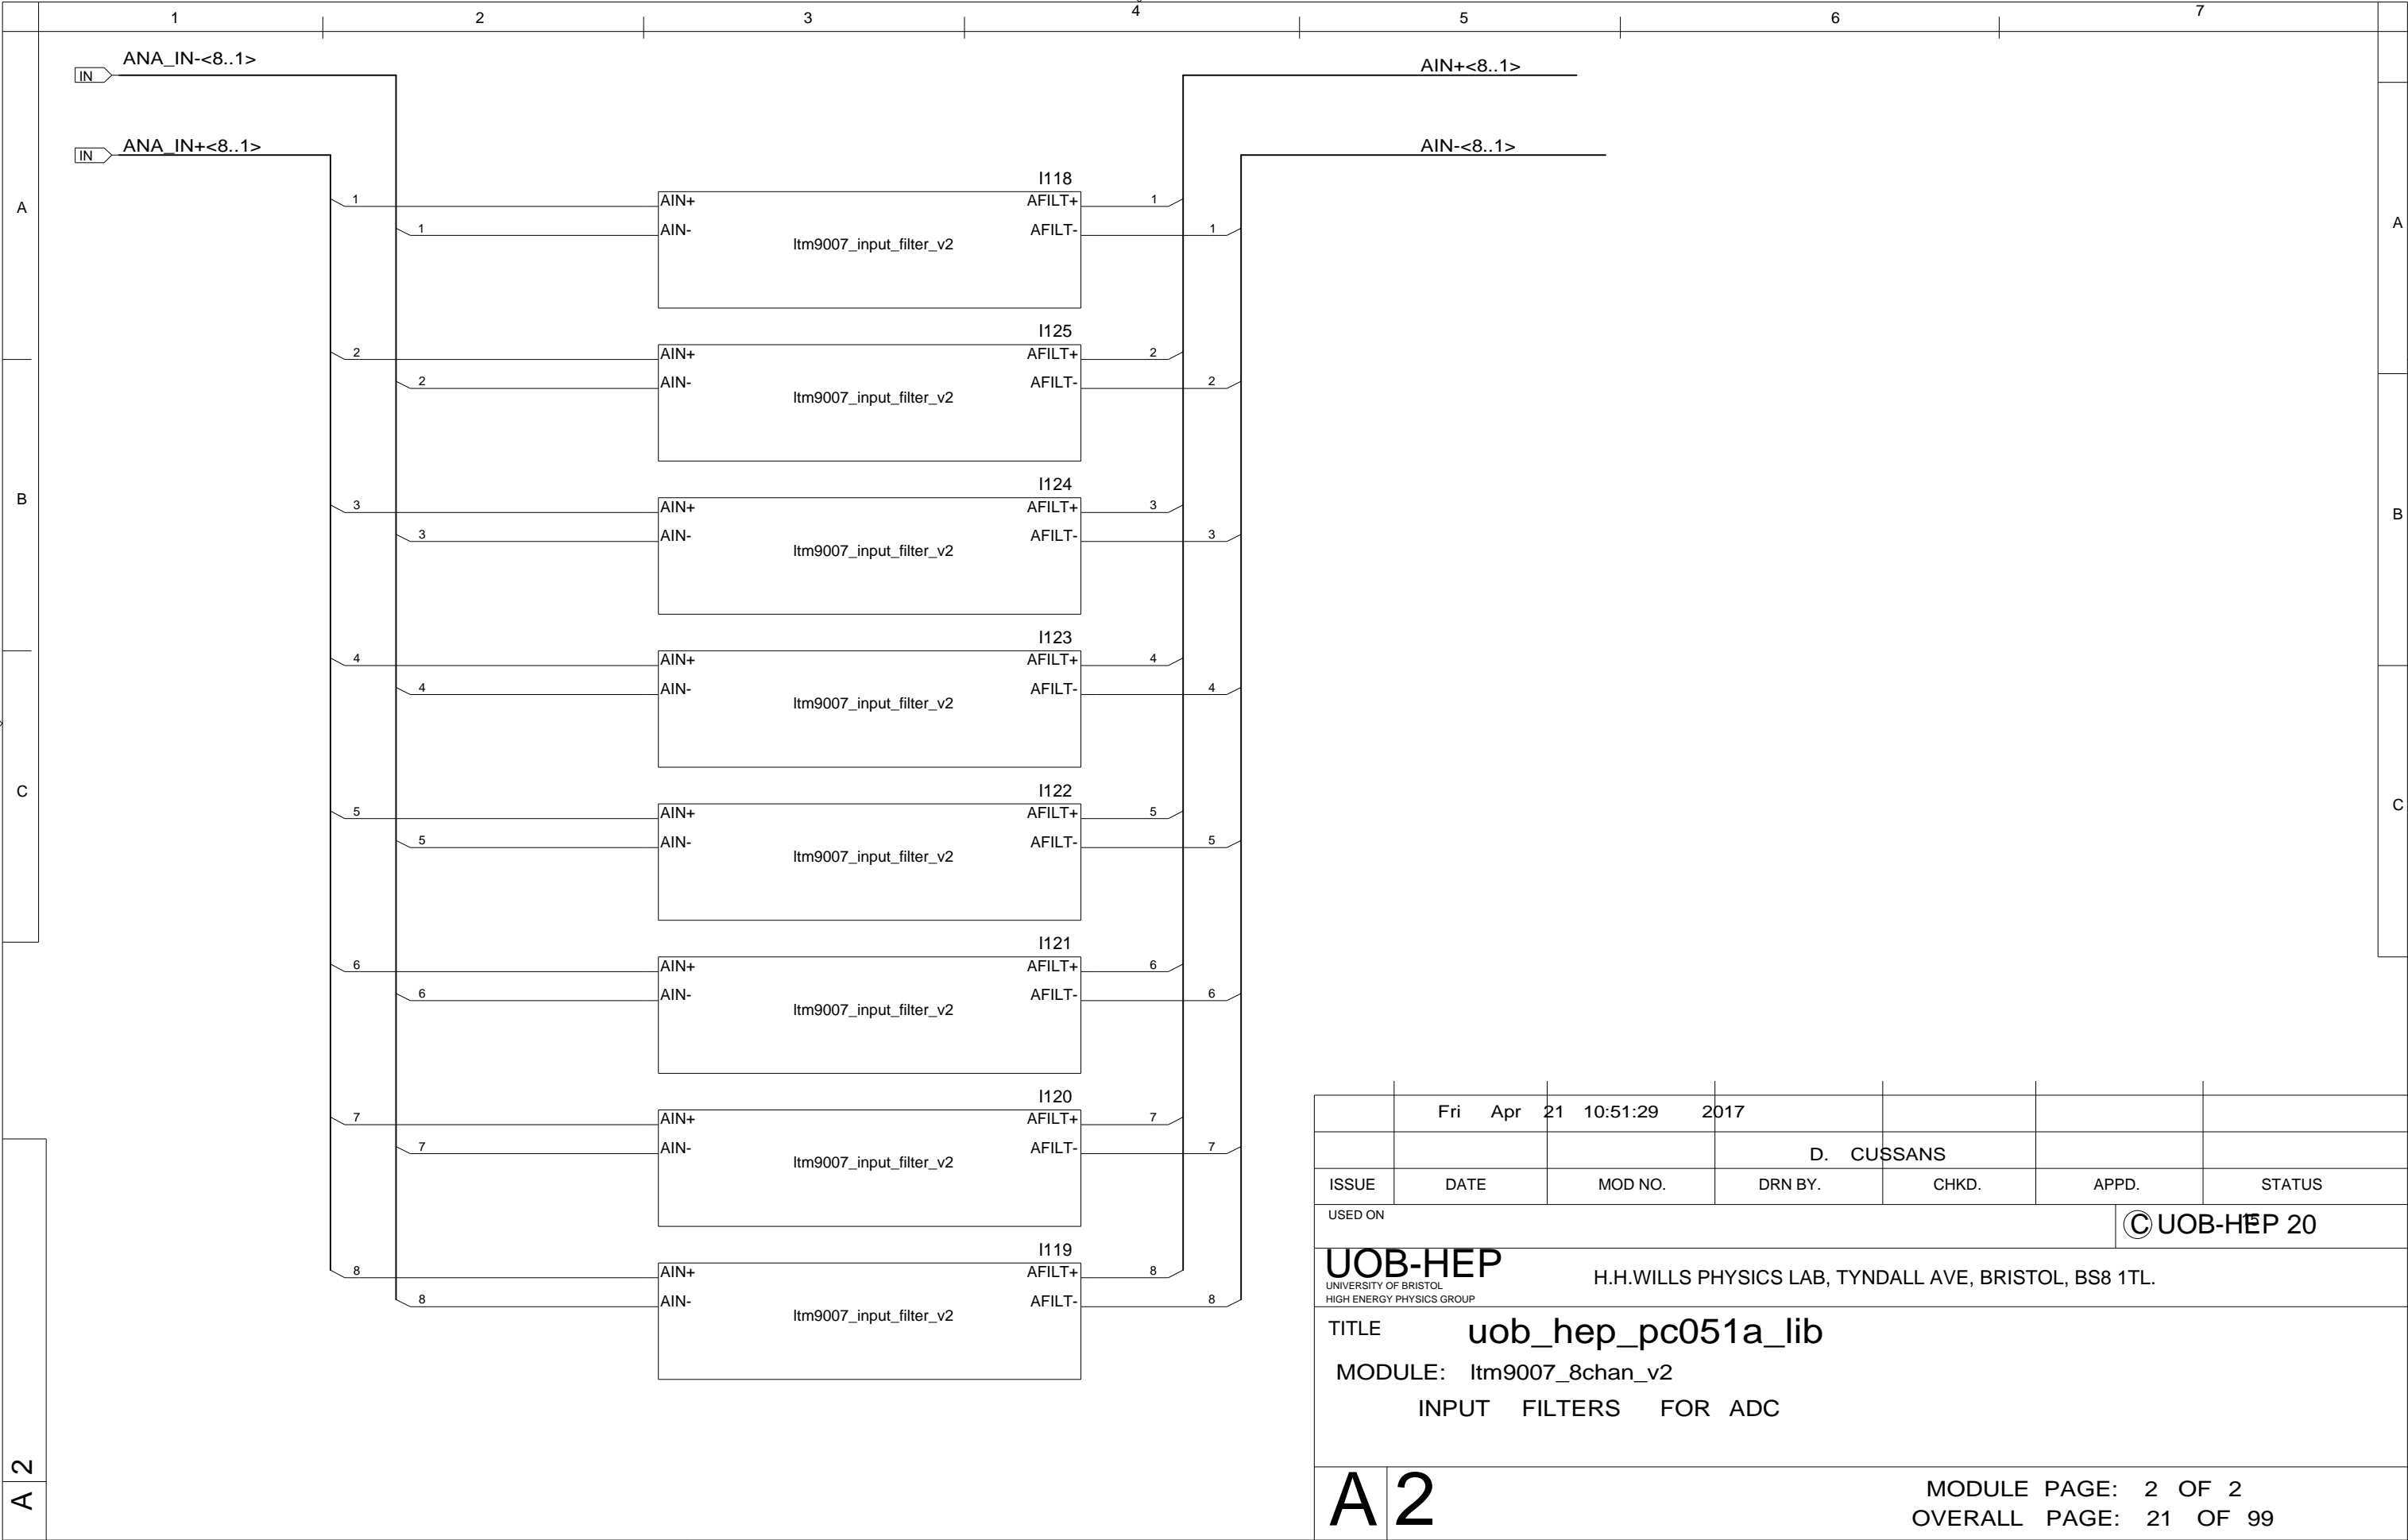 1 2 3 4 5 6 7
ANA_IN-<8..1>
IN
AIN+<8..1>
ANA_IN+<8..1>
IN
AIN-<8..1>
I118
A
1 AIN+ AFILT+ 1
A
1 AIN- AFILT- 1
ltm9007_input_filter_v2
I125
2 AIN+ AFILT+ 2
2 AIN- AFILT- 2
ltm9007_input_filter_v2
I124
B
3 AIN+ AFILT+ 3
B
3 AIN- AFILT- 3
ltm9007_input_filter_v2
I123
4 AIN+ AFILT+ 4
4 AIN- AFILT- 4
ltm9007_input_filter_v2
I122
C
5 AIN+ AFILT+ 5
C
5 AIN- AFILT- 5
ltm9007_input_filter_v2
I121
6 AIN+ AFILT+ 6
6 AIN- AFILT- 6
ltm9007_input_filter_v2
I120
7 AIN+ AFILT+ 7
7 AIN- AFILT- 7
ltm9007_input_filter_v2
I119
8 AIN+ AFILT+ 8
8 AIN- AFILT- 8
ltm9007_input_filter_v2
Fri Apr 21 10:51:29 2017
D. CUSSANS
ISSUE DATE MOD NO. DRN BY. CHKD. APPD. STATUS
USED ON
© UOB-HEP 20
15
UOB-HEP
UNIVERSITY OF BRISTOL
HIGH ENERGY PHYSICS GROUP
H.H.WILLS PHYSICS LAB, TYNDALL AVE, BRISTOL, BS8 1TL.
TITLE uob_hep_pc051a_lib
MODULE: ltm9007_8chan_v2
INPUT FILTERS FOR ADC
A 2
A 2
MODULE PAGE: 2 OF 2
OVERALL PAGE: 21 OF 99